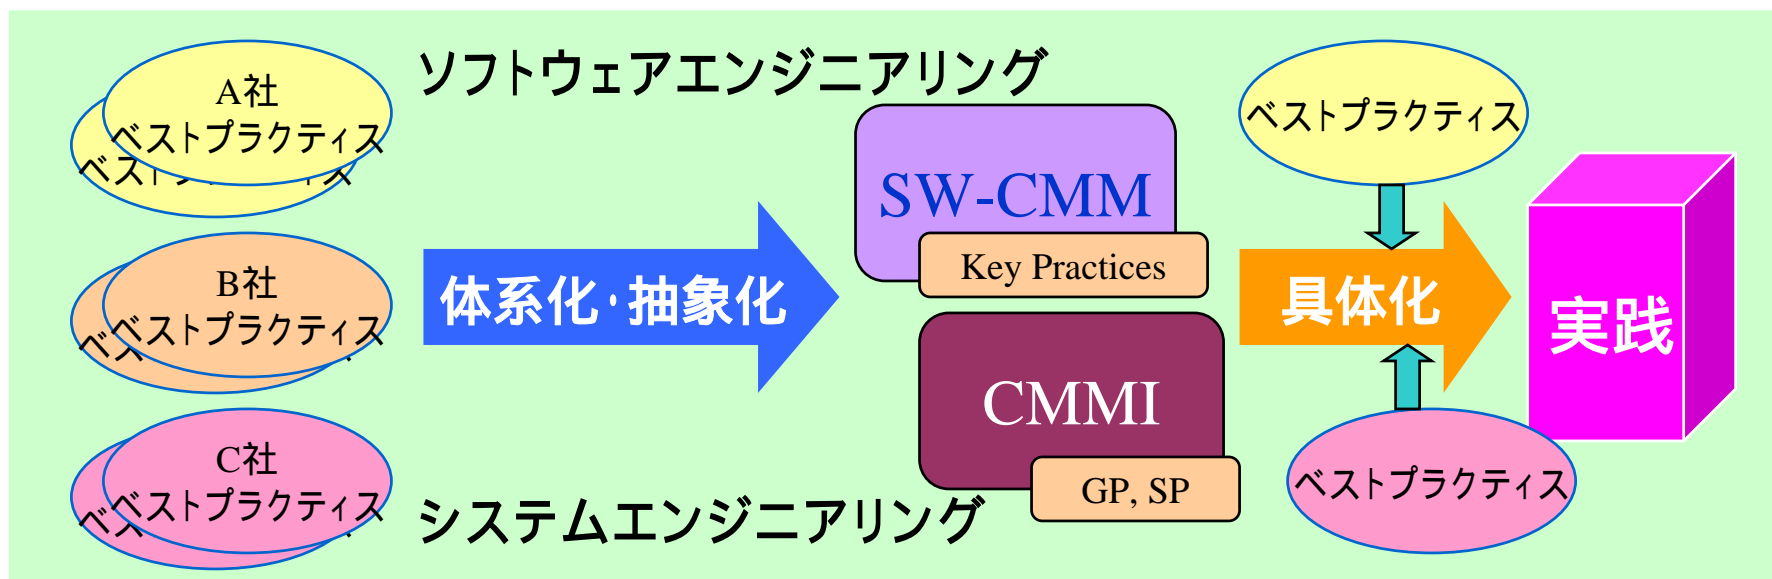 ソフトウェアエンジニアリング
A社
ベストプラクティス
B社
ベストプラクティス
C社
ベストプラクティス
体系化・抽象化
システムエンジニアリング
SW-CMM
Key Practices
CMMI
GP, SP
ベストプラクティス
具体化
ベストプラクティス
実践